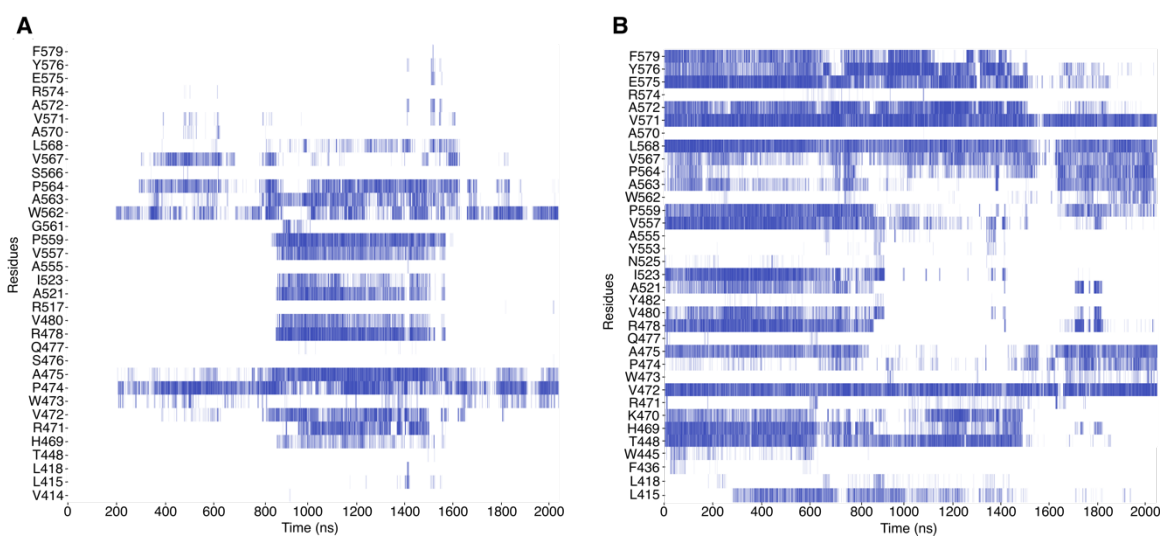 A
F579
Y576
E575
R574
A572
V571
A570
L568
V567
S566
P564
A563
W562
G561
P559
V557
A555
I523
A521
R517
V480
R478
Q477
S476
A475
P474
W473
V472
R471
H469
T448
L418
L415
V414
Residues
0 200 400 600 800 1000 1200 1400 1600 1800 2000
Time (ns)
B
F579
Y576
E575
R574
A572
V571
A570
L568
V567
P564
A563
W562
P559
V557
A555
Y553
N525
I523
A521
Y482
V480
R478
Q477
A475
P474
W473
V472
R471
K470
H469
T448
W445
F436
L418
L415
Residues
0 200 400 600 800 1000 1200 1400 1600 1800 2000
Time (ns)